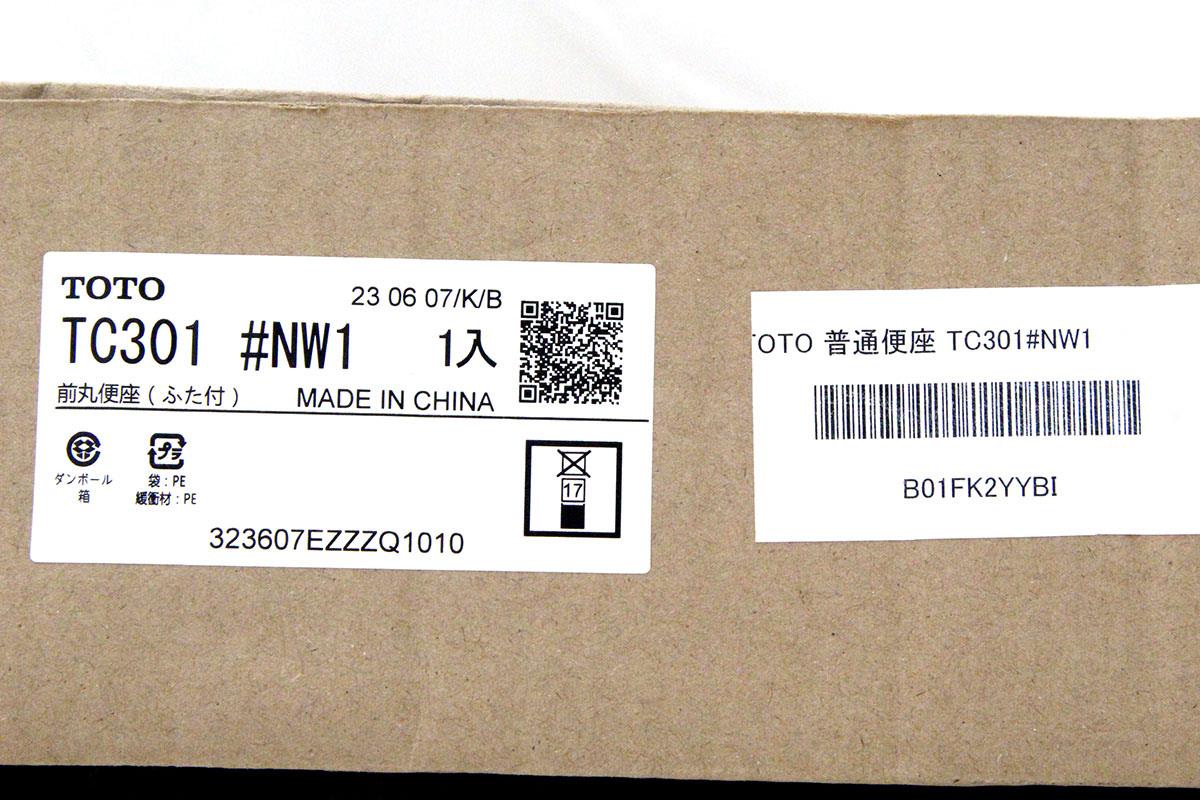 TOTO
23 06 07/K/B
TC301 #NW1 1入
前丸便座(ふた付)
MADE IN CHINA
ダンボール
箱
プラ
袋:PE
緩衝材:PE
17
323607EZZZQ1010
TOTO 普通便座 TC301#NW1
B01FK2YYBI